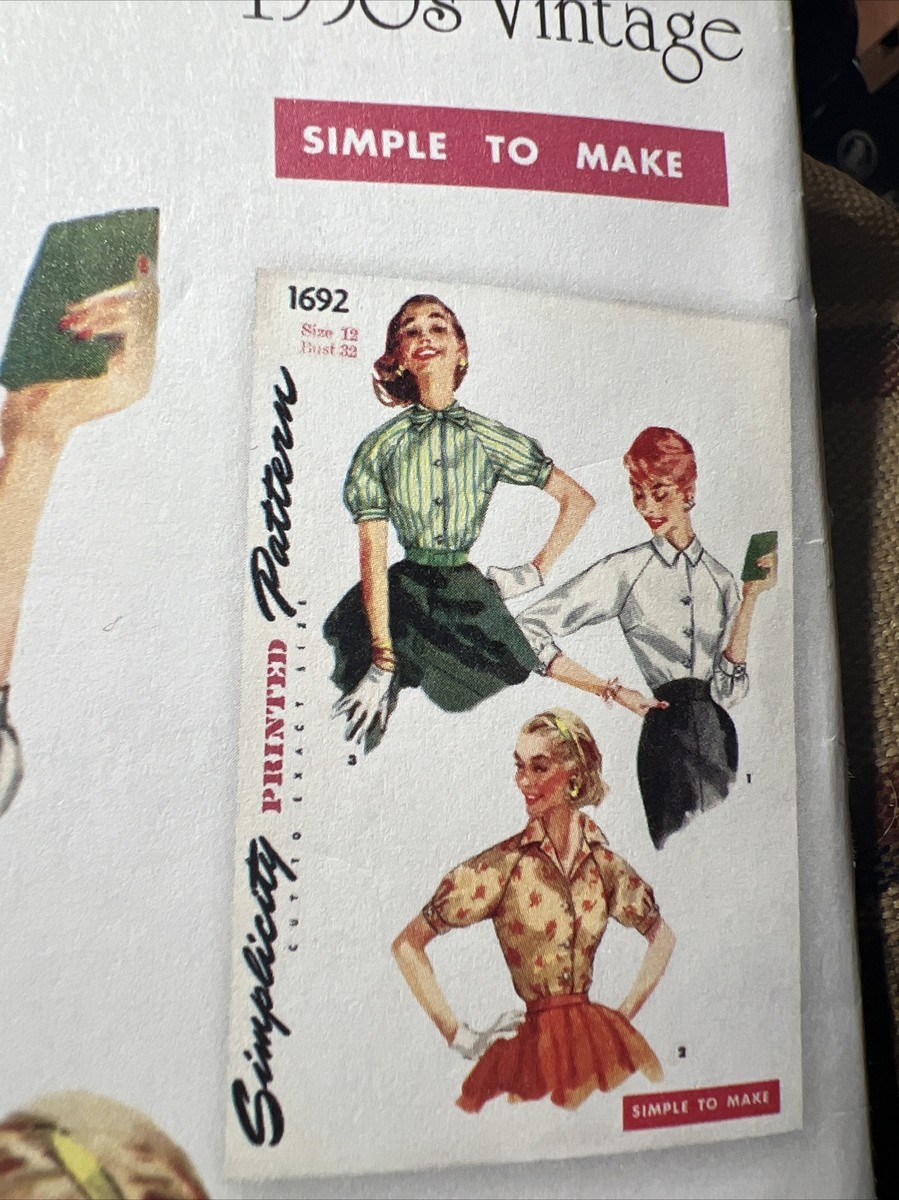 1950s Vintage
SIMPLE TO MAKE
1692
Size 12
Bust 32
Simplicity PRINTED Pattern
CUT TO EXACT SIZE
3
1
2
SIMPLE TO MAKE